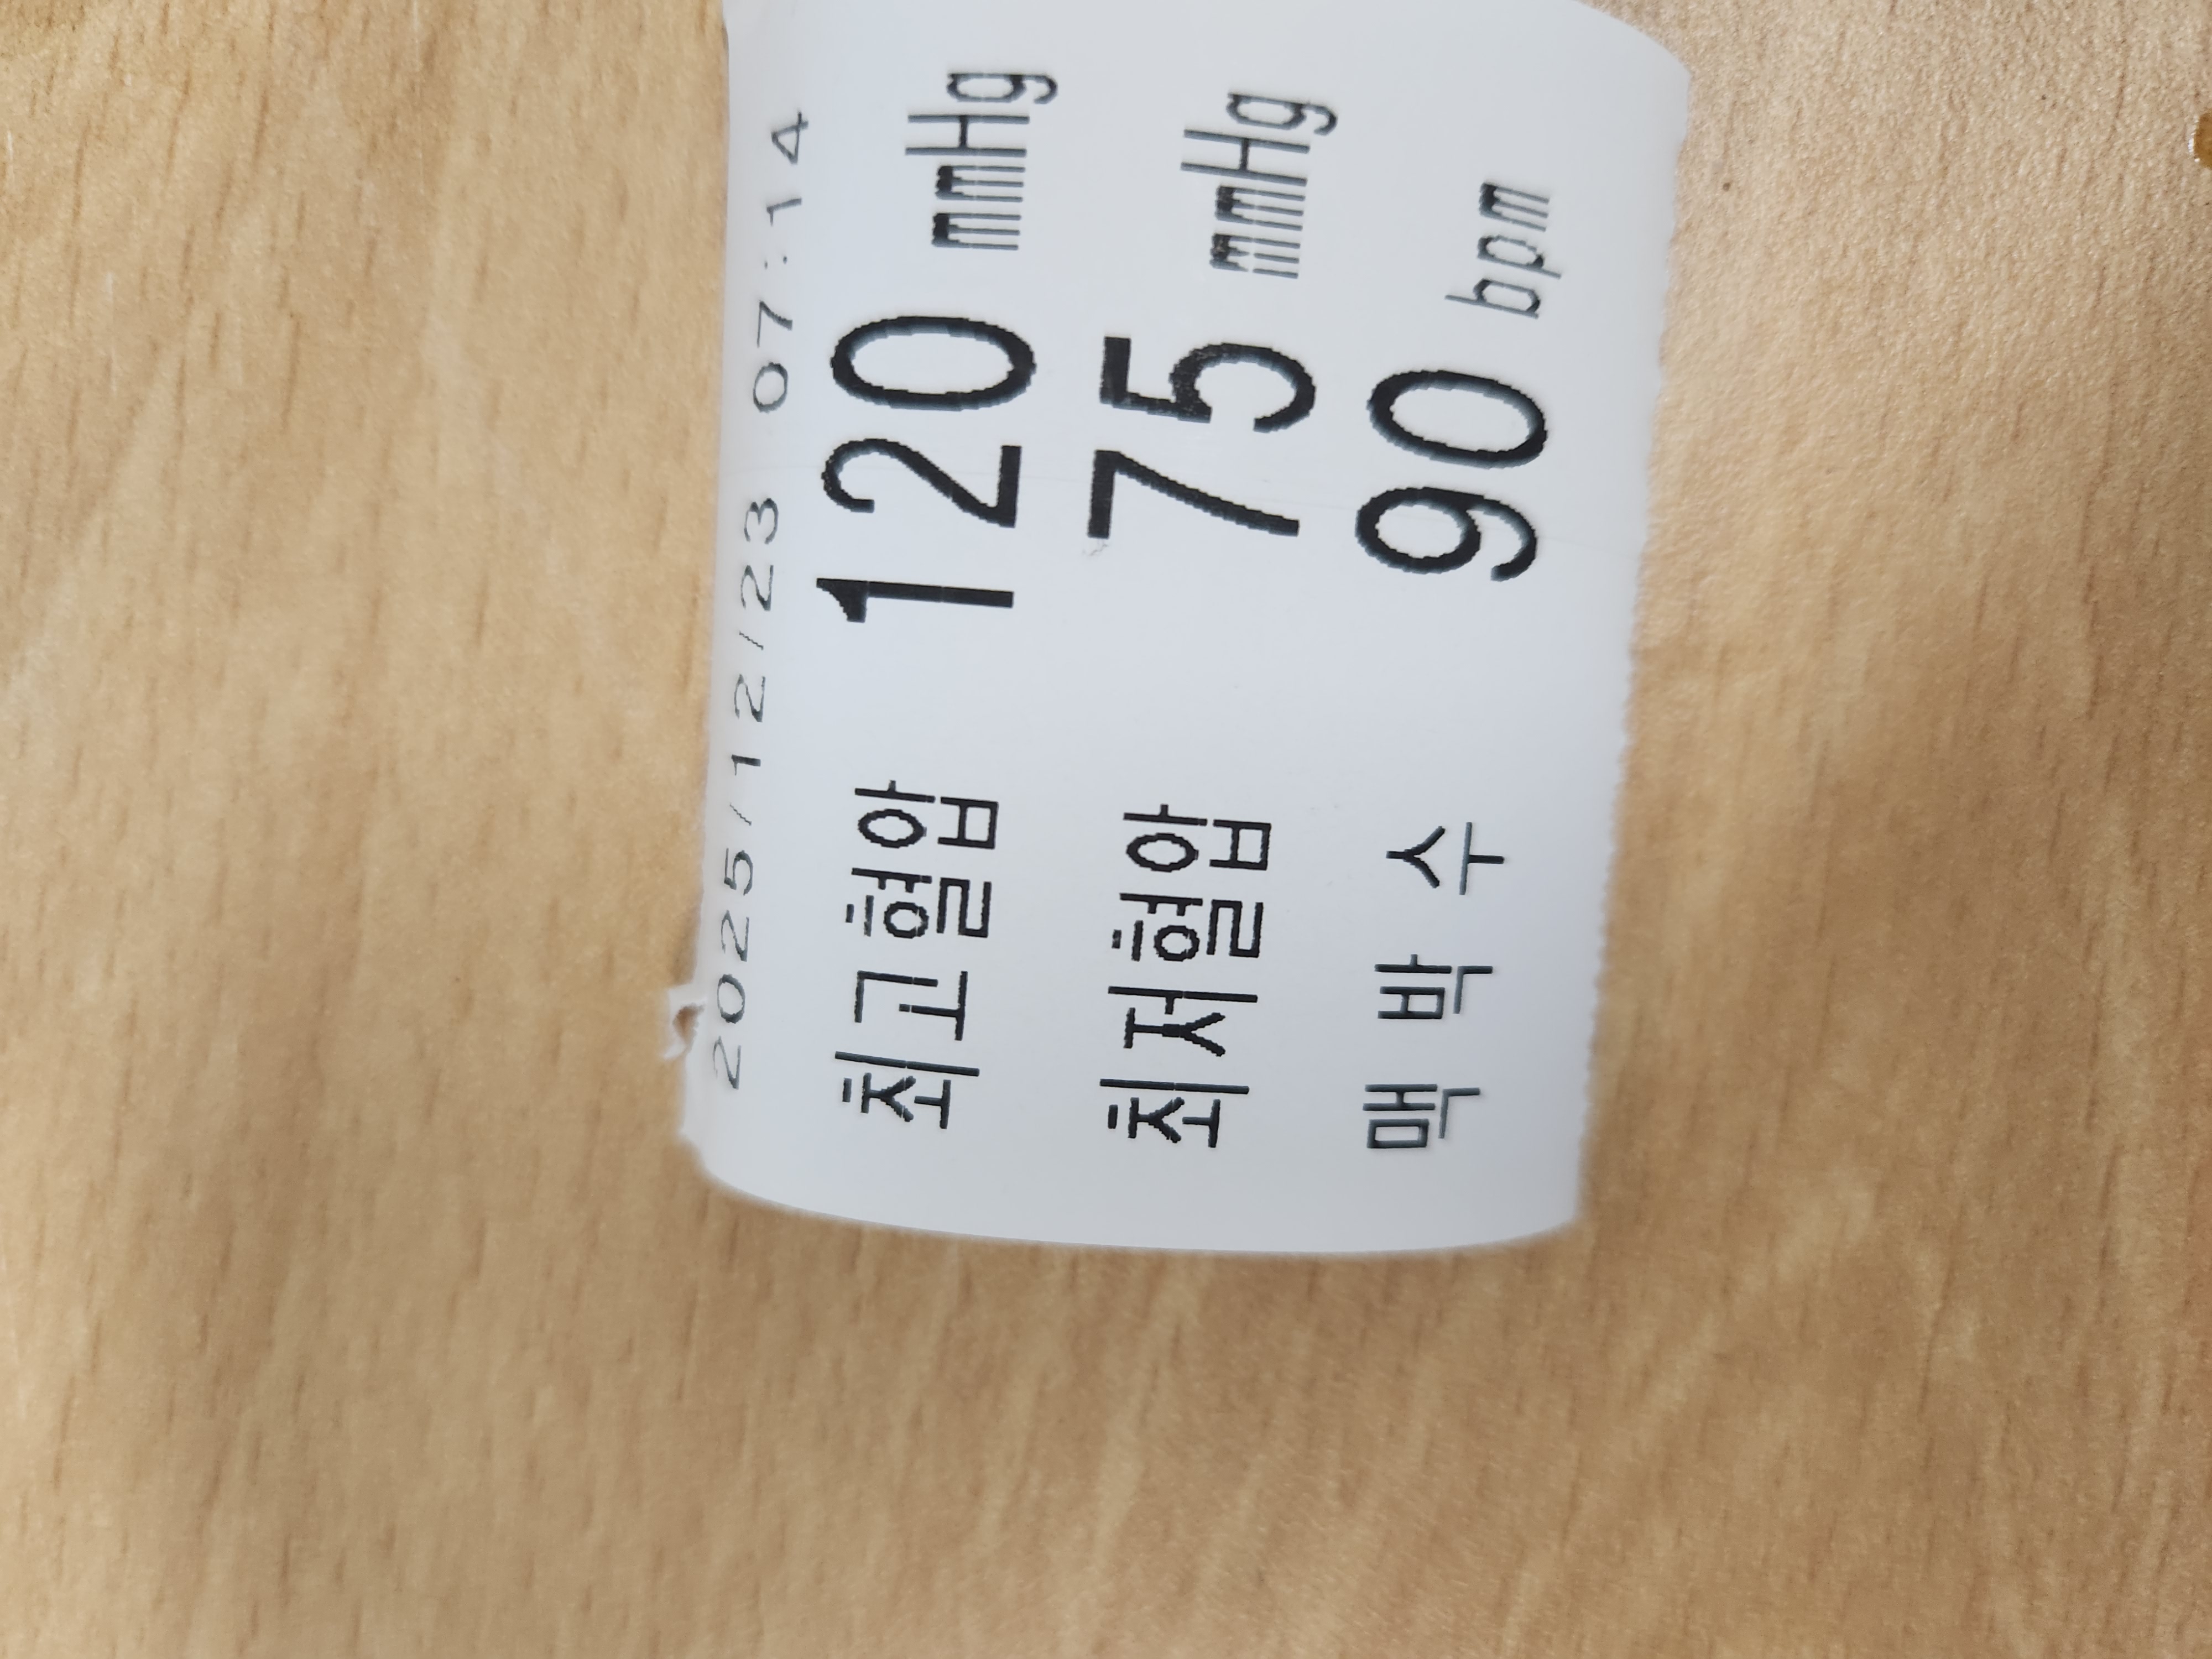 2025/12/23 07:14
최고혈압 120 mmHg
최저혈압 75 mmHg
맥 박 수 90 bpm